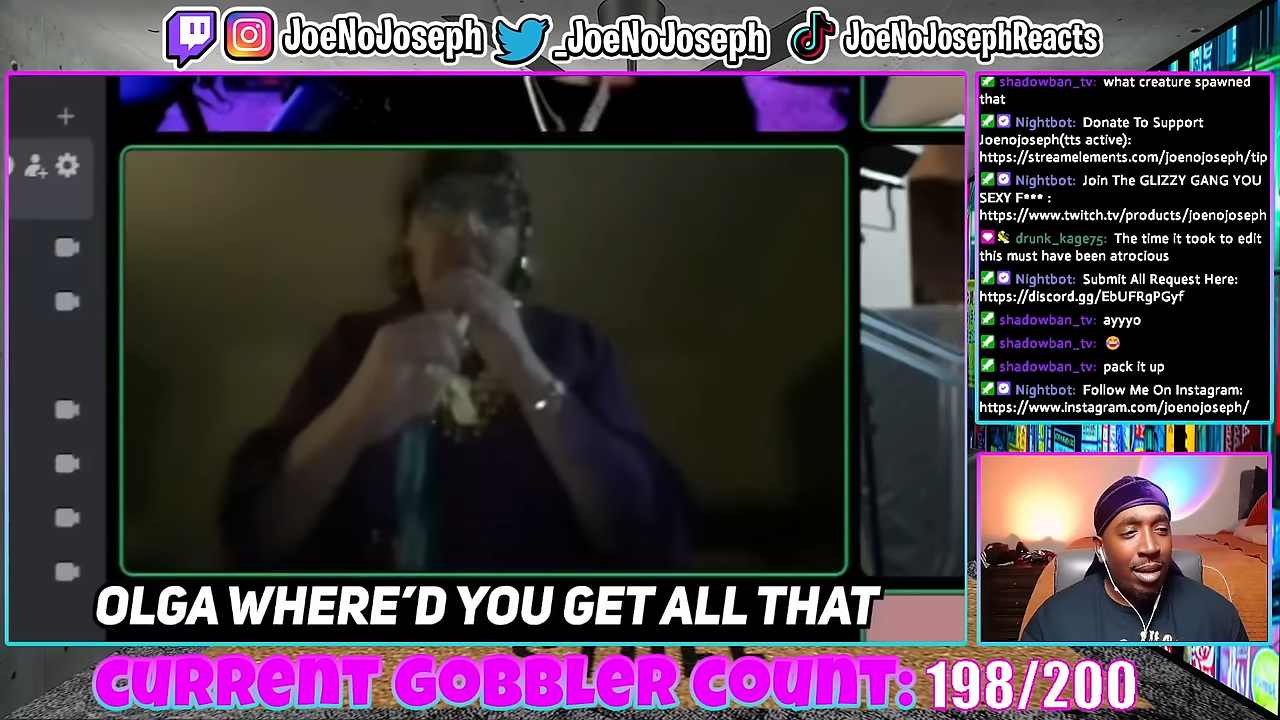 JoeNoJoseph
_JoeNoJoseph
JoeNoJosephReacts
shadowban_tv: what creature spawned
that
Nightbot: Donate To Support
Joenojoseph(tts active):
https://streamelements.com/joenojoseph/tip
Nightbot: Join The GLIZZY GANG YOU
SEXY F*** :
https://www.twitch.tv/products/joenojoseph
drunk_kage75: The time it took to edit
this must have been atrocious
Nightbot: Submit All Request Here:
https://discord.gg/EbUFRgPGyf
shadowban_tv: ayyyo
shadowban_tv: 😂
shadowban_tv: pack it up
Nightbot: Follow Me On Instagram:
https://www.instagram.com/joenojoseph/
OLGA WHERE'D YOU GET ALL THAT
CURRENT GOBBLER COUNT: 198/200